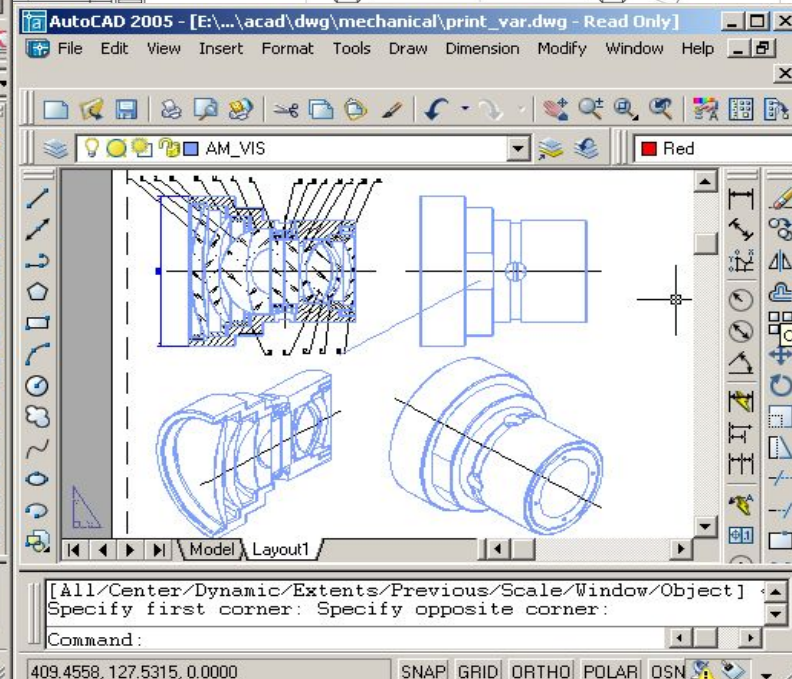 AutoCAD 2005 - [E:\...\acad\dwg\mechanical\print_var.dwg - Read Only]
File Edit View Insert Format Tools Draw Dimension Modify Window Help
AM_VIS
Red
Model Layout1
[All/Center/Dynamic/Extents/Previous/Scale/Window/Object]
Specify first corner: Specify opposite corner:
Command:
409.4558, 127.5315, 0.0000 SNAP GRID ORTHO POLAR OSN